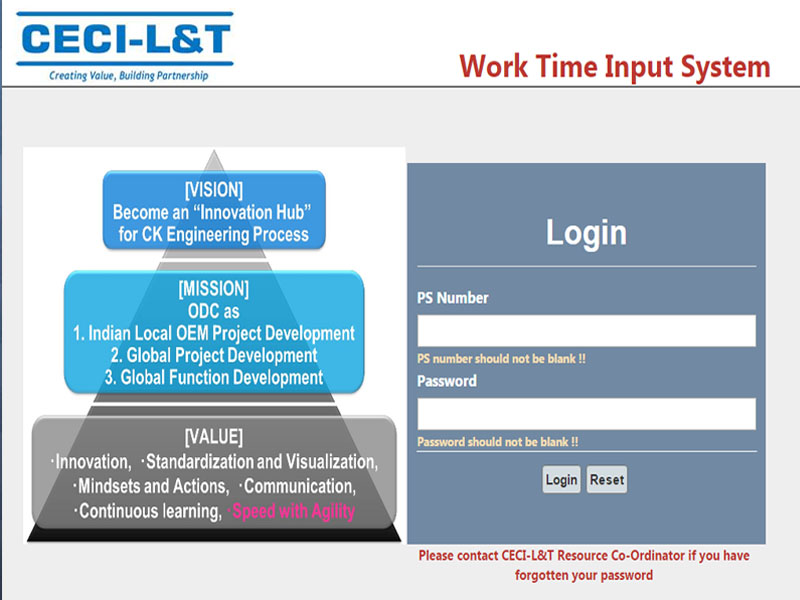 CECI-L&T
Creating Value, Building Partnership
Work Time Input System
[VISION]
Become an “Innovation Hub”
for CK Engineering Process
[MISSION]
ODC as
1. Indian Local OEM Project Development
2. Global Project Development
3. Global Function Development
[VALUE]
·Innovation, ·Standardization and Visualization,
·Mindsets and Actions, ·Communication,
·Continuous learning, ·Speed with Agility
Login
PS Number
PS number should not be blank !!
Password
Password should not be blank !!
Login Reset
Please contact CECI-L&T Resource Co-Ordinator if you have
forgotten your password